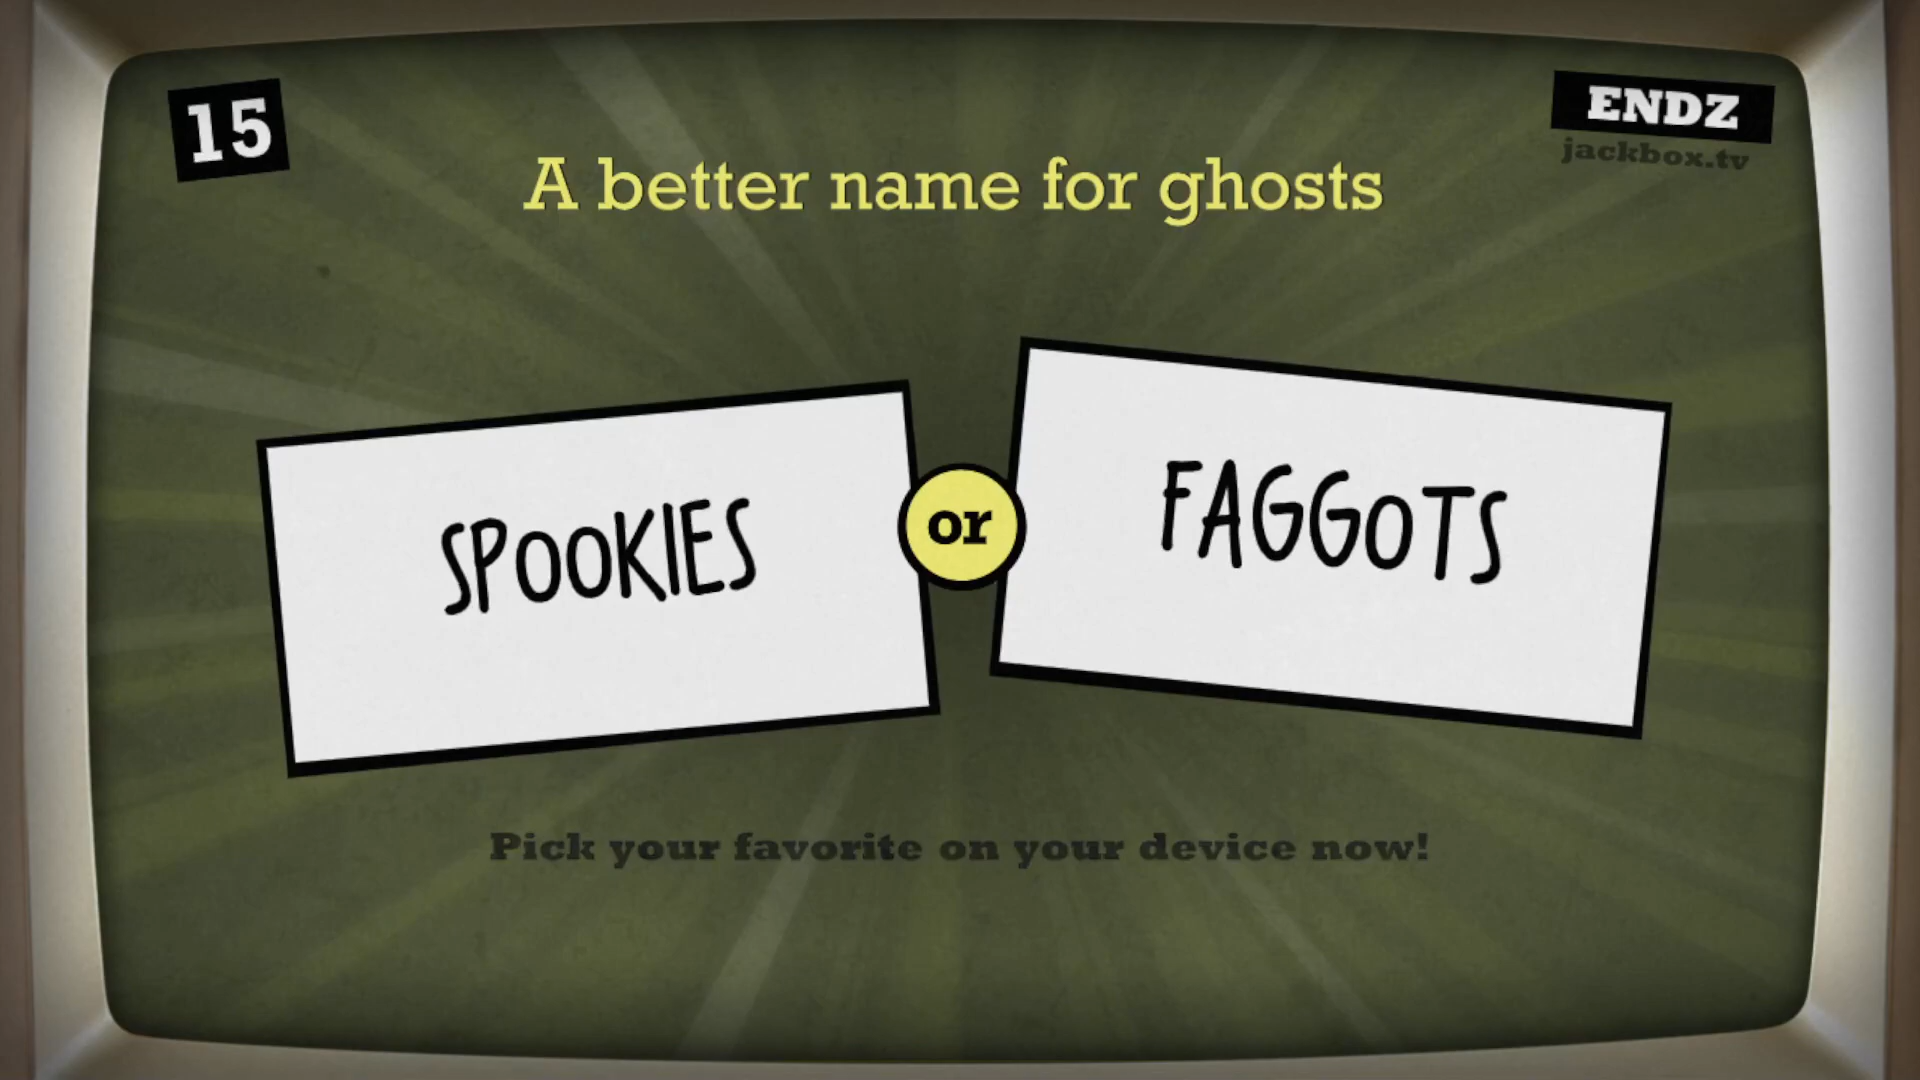 15
ENDZ
jackbox.tv
A better name for ghosts
SPOOKIES
or
FAGGOTS
Pick your favorite on your device now!